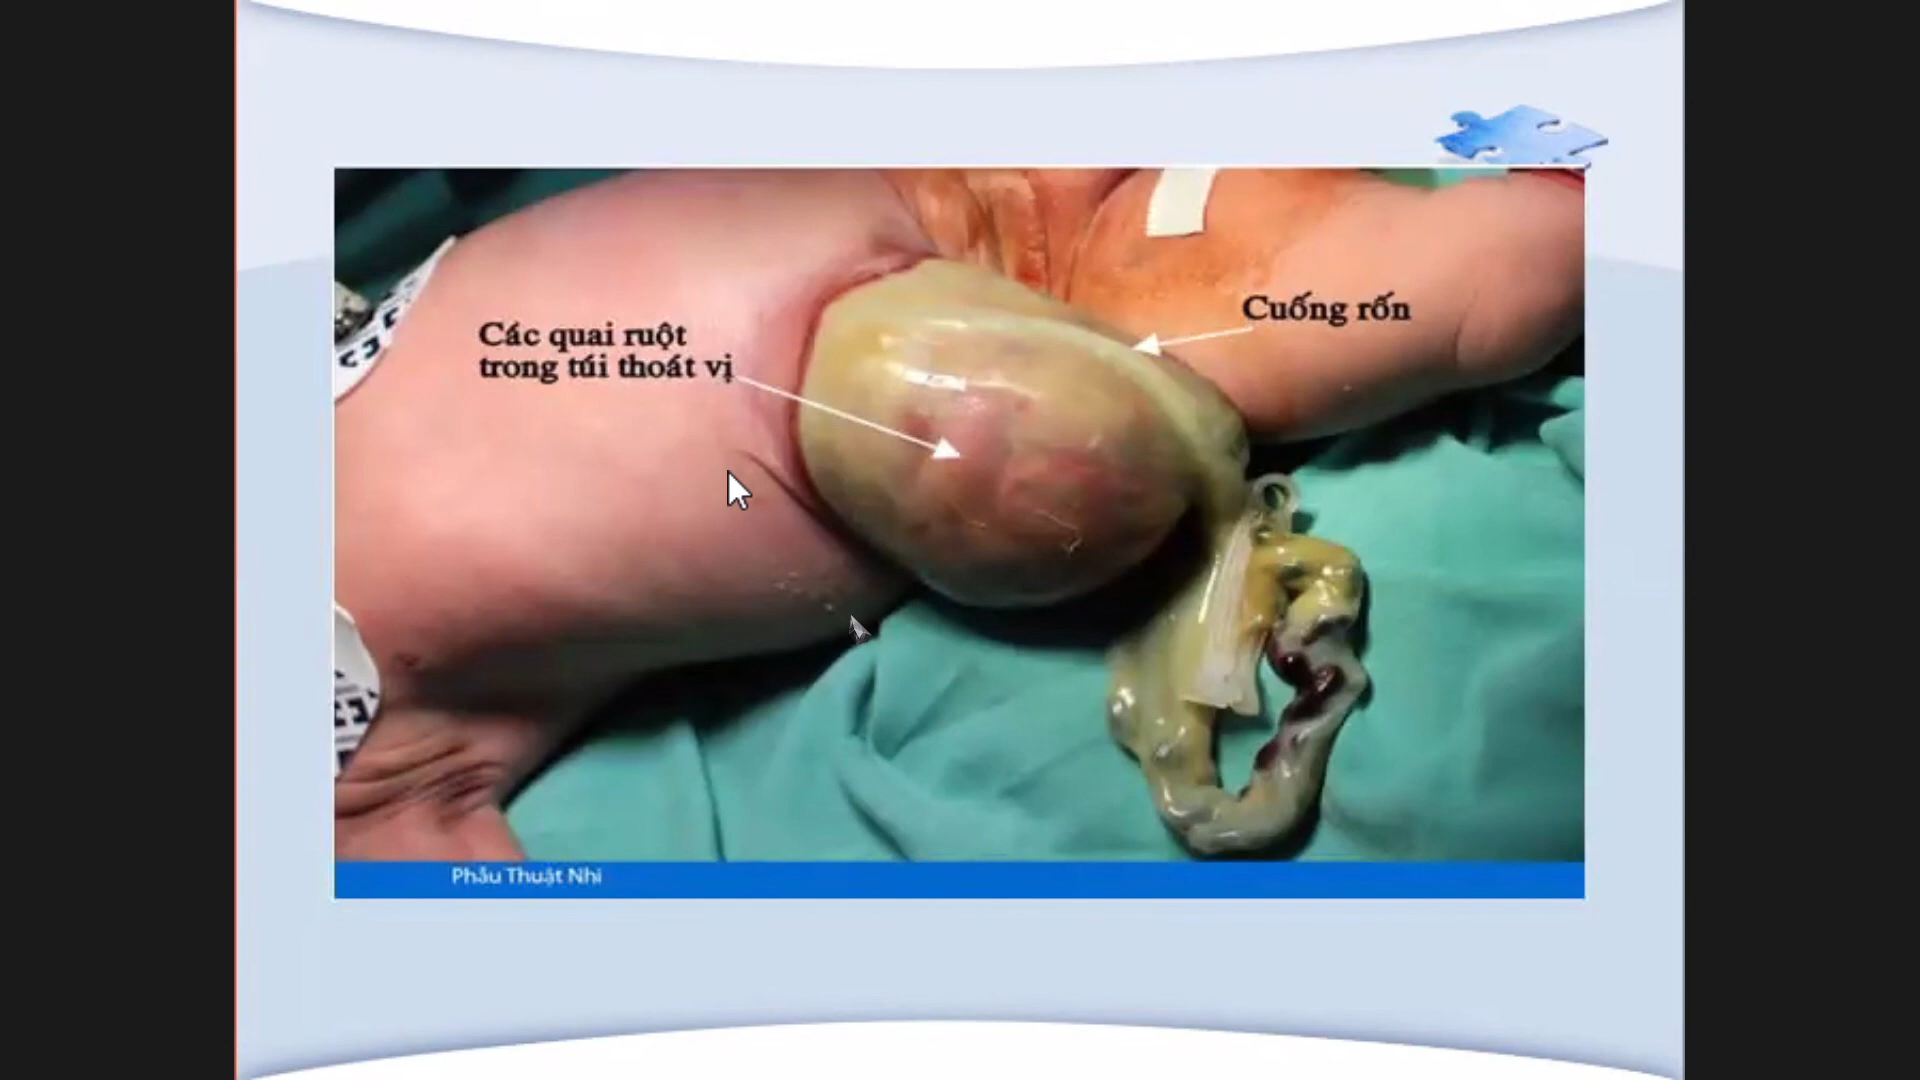 Cuống rốn
Các quai ruột
trong túi thoát vị
Phẫu Thuật Nhi